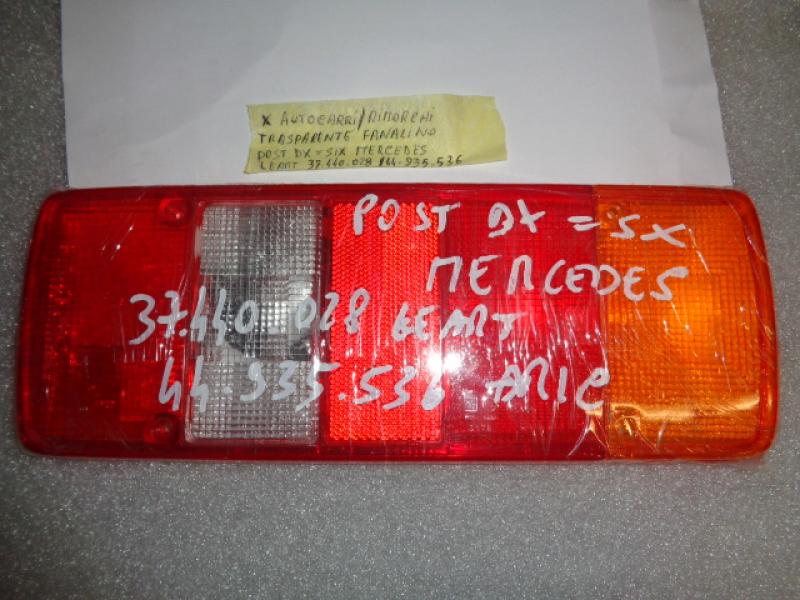 X AUTOCARRI/RIMORCHI
TRASPARENTE FANALINO
POST DX=SIX MERCEDES
LEART 37.440.028 /44.935.536
POST DX = SX
MERCEDES
37.440.028 LEART
44.935.536 ARIC